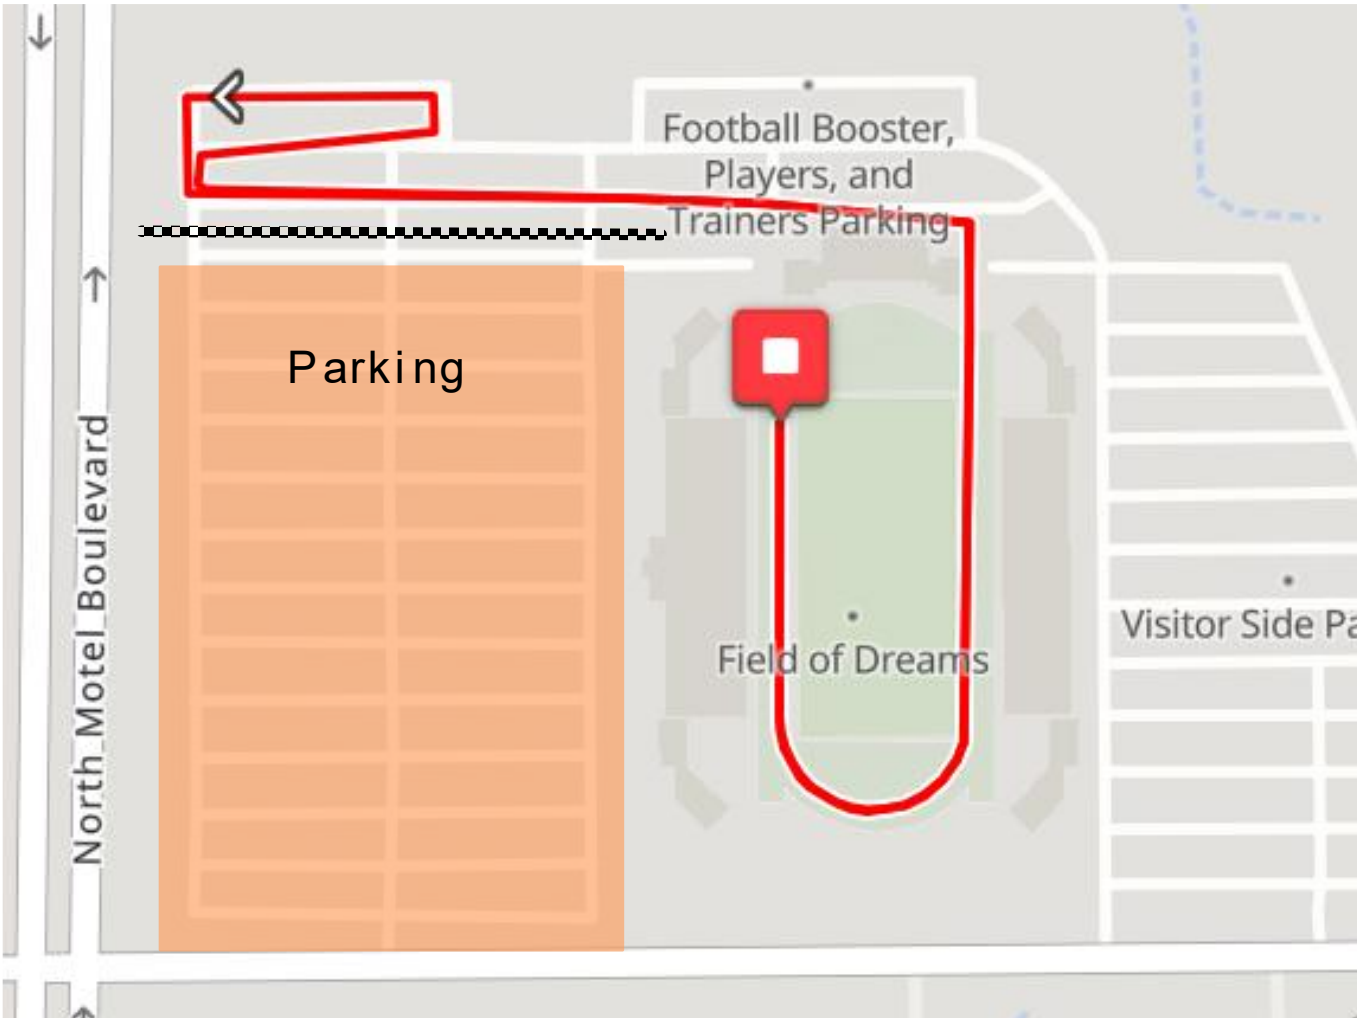 Football Booster,
Players, and
Trainers Parking
Parking
North Motel Boulevard
Visitor Side Pa
Field of Dreams